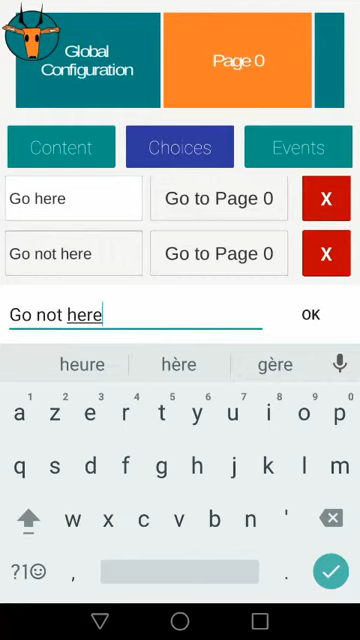 Global
Configuration
Page 0
Content
Choices
Events
Go here
Go to Page 0
X
Go not here
Go to Page 0
X
Go not here
OK
heure
hère
gère
1 2 3 4 5 6 7 8 9 0
a z e r t y u i o p
q s d f g h j k l m
w x c v b n '
?1☺ , .